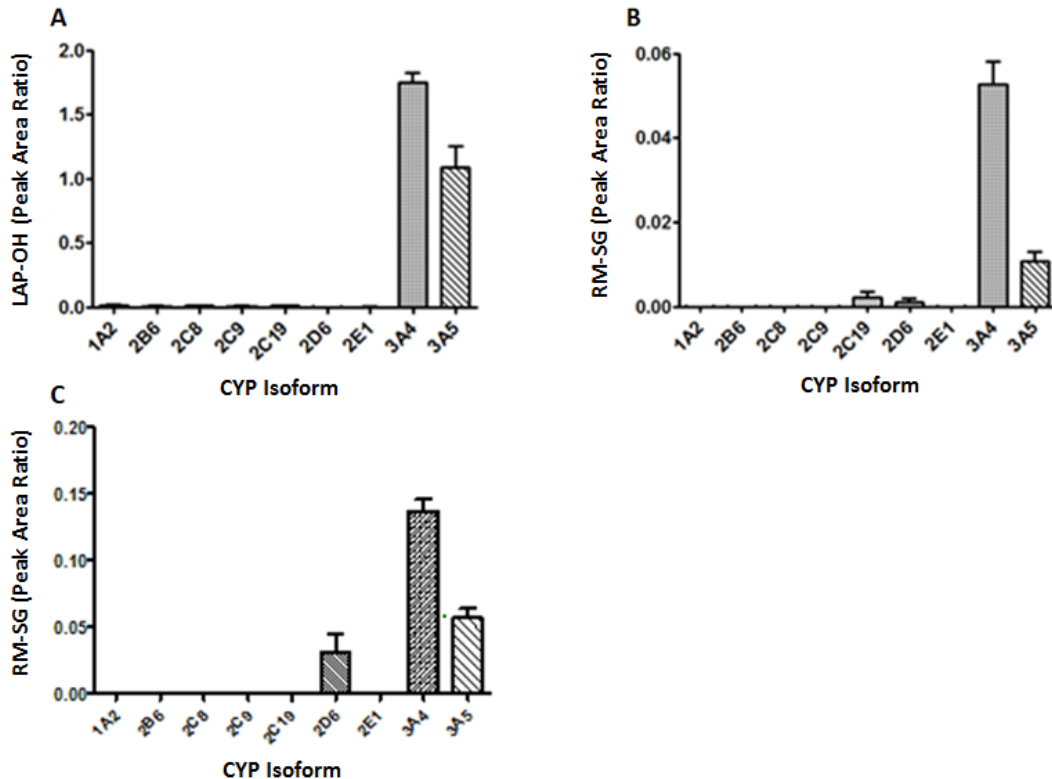 A
LAP-OH (Peak Area Ratio)
2.0
1.5
1.0
0.5
0.0
1A2 2B6 2C8 2C9 2C19 2D6 2E1 3A4 3A5
CYP Isoform
B
RM-SG (Peak Area Ratio)
0.06
0.04
0.02
0.00
1A2 2B6 2C8 2C9 2C19 2D6 2E1 3A4 3A5
CYP Isoform
C
RM-SG (Peak Area Ratio)
0.20
0.15
0.10
0.05
0.00
1A2 2B6 2C8 2C9 2C19 2D6 2E1 3A4 3A5
CYP Isoform